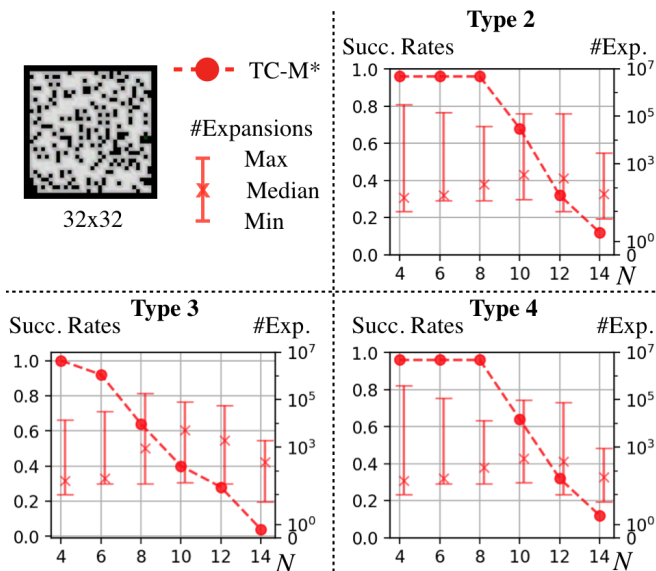 Type 2
TC-M*
#Expansions
Max
Median
Min
32x32
Succ. Rates #Exp.
1.0
0.8
0.6
0.4
0.2
0.0
10^7
10^5
10^3
10^0
0
4 6 8 10 12 14 N
Type 3
Succ. Rates #Exp.
1.0
0.8
0.6
0.4
0.2
0.0
10^7
10^5
10^3
10^0
0
4 6 8 10 12 14 N
Type 4
Succ. Rates #Exp.
1.0
0.8
0.6
0.4
0.2
0.0
10^7
10^5
10^3
10^0
0
4 6 8 10 12 14 N